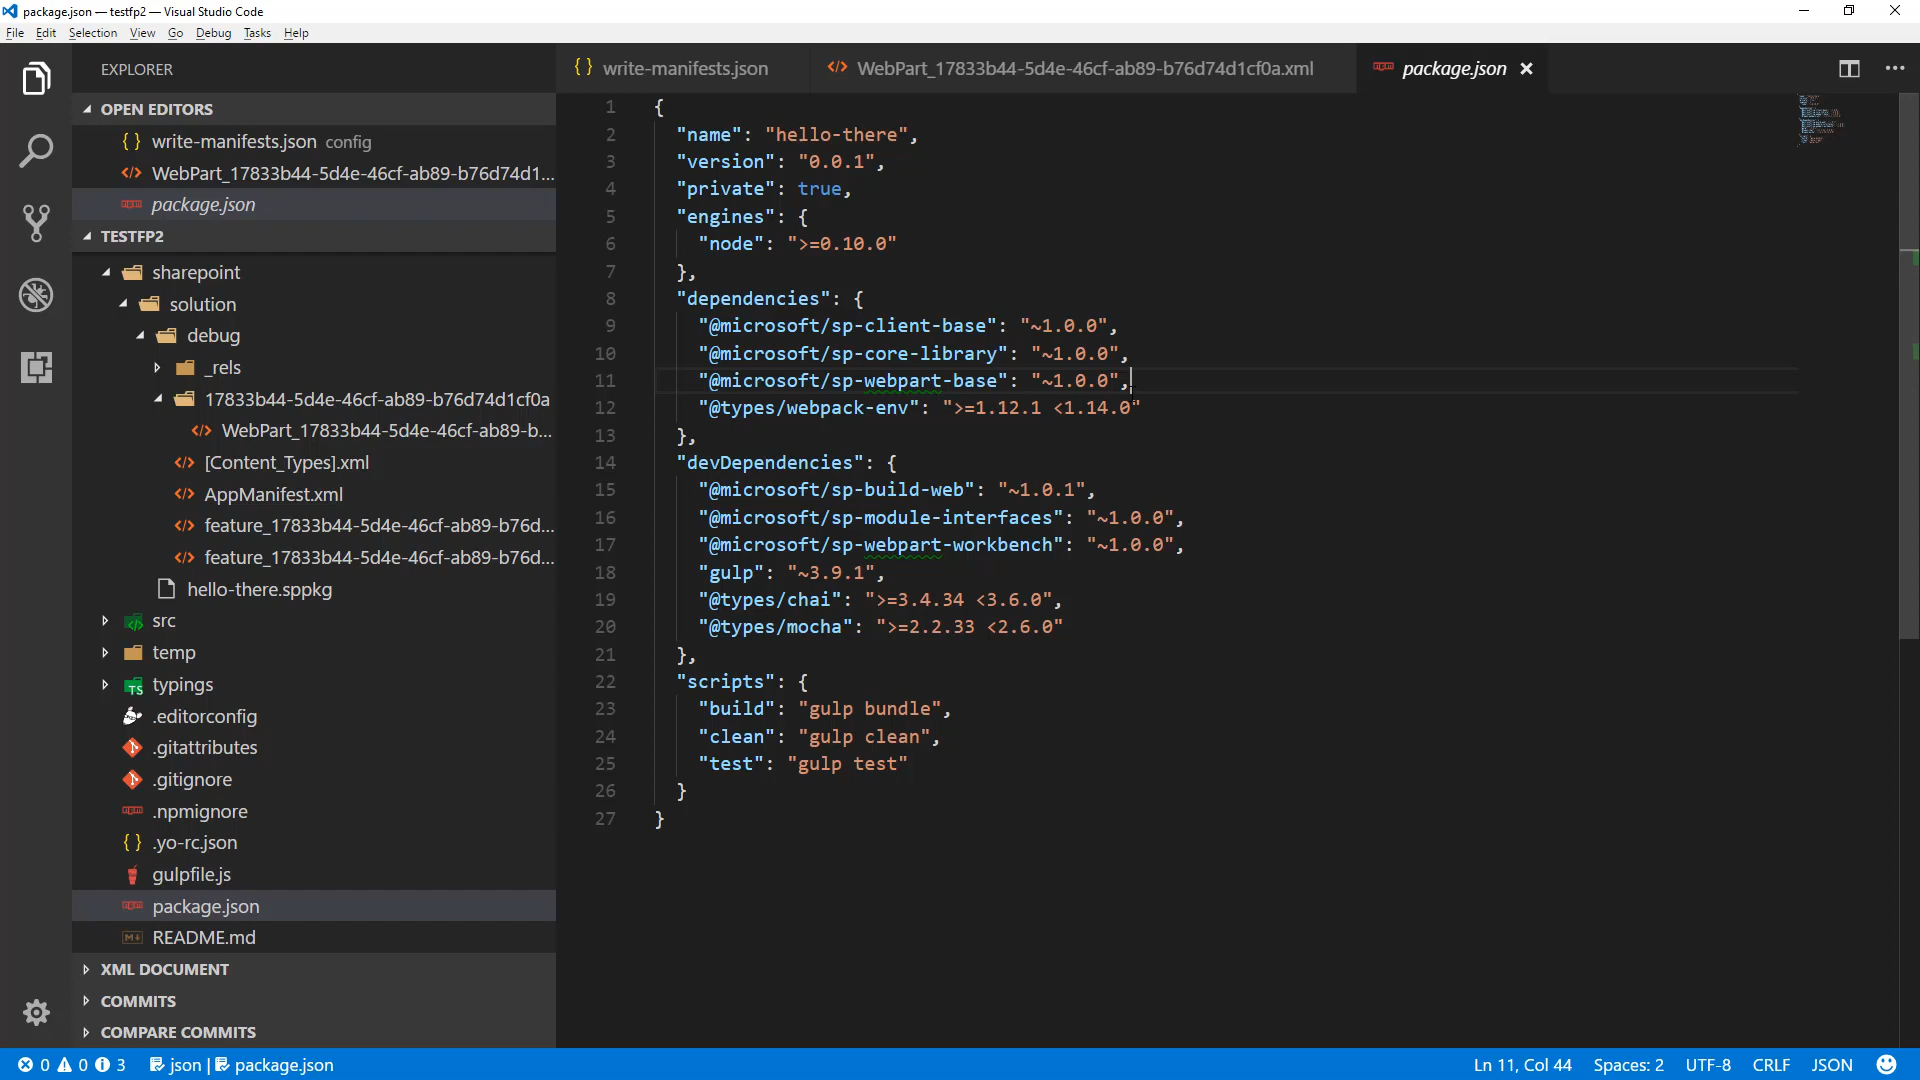 package.json — testfp2 — Visual Studio Code
File Edit Selection View Go Debug Tasks Help
EXPLORER
OPEN EDITORS
{ } write-manifests.json config
WebPart_17833b44-5d4e-46cf-ab89-b76d74d1...
package.json
TESTFP2
sharepoint
solution
debug
_rels
17833b44-5d4e-46cf-ab89-b76d74d1cf0a
WebPart_17833b44-5d4e-46cf-ab89-b...
[Content_Types].xml
AppManifest.xml
feature_17833b44-5d4e-46cf-ab89-b76d...
feature_17833b44-5d4e-46cf-ab89-b76d...
hello-there.sppkg
src
temp
TS typings
.editorconfig
.gitattributes
.gitignore
.npmignore
{ } .yo-rc.json
gulpfile.js
package.json
README.md
XML DOCUMENT
COMMITS
COMPARE COMMITS
{ } write-manifests.json
WebPart_17833b44-5d4e-46cf-ab89-b76d74d1cf0a.xml
package.json
1 {
2 "name": "hello-there",
3 "version": "0.0.1",
4 "private": true,
5 "engines": {
6 "node": ">=0.10.0"
7 },
8 "dependencies": {
9 "@microsoft/sp-client-base": "~1.0.0",
10 "@microsoft/sp-core-library": "~1.0.0",
11 "@microsoft/sp-webpart-base": "~1.0.0",
12 "@types/webpack-env": ">=1.12.1 <1.14.0"
13 },
14 "devDependencies": {
15 "@microsoft/sp-build-web": "~1.0.1",
16 "@microsoft/sp-module-interfaces": "~1.0.0",
17 "@microsoft/sp-webpart-workbench": "~1.0.0",
18 "gulp": "~3.9.1",
19 "@types/chai": ">=3.4.34 <3.6.0",
20 "@types/mocha": ">=2.2.33 <2.6.0"
21 },
22 "scripts": {
23 "build": "gulp bundle",
24 "clean": "gulp clean",
25 "test": "gulp test"
26 }
27 }
0 0 3 json | package.json
Ln 11, Col 44 Spaces: 2 UTF-8 CRLF JSON